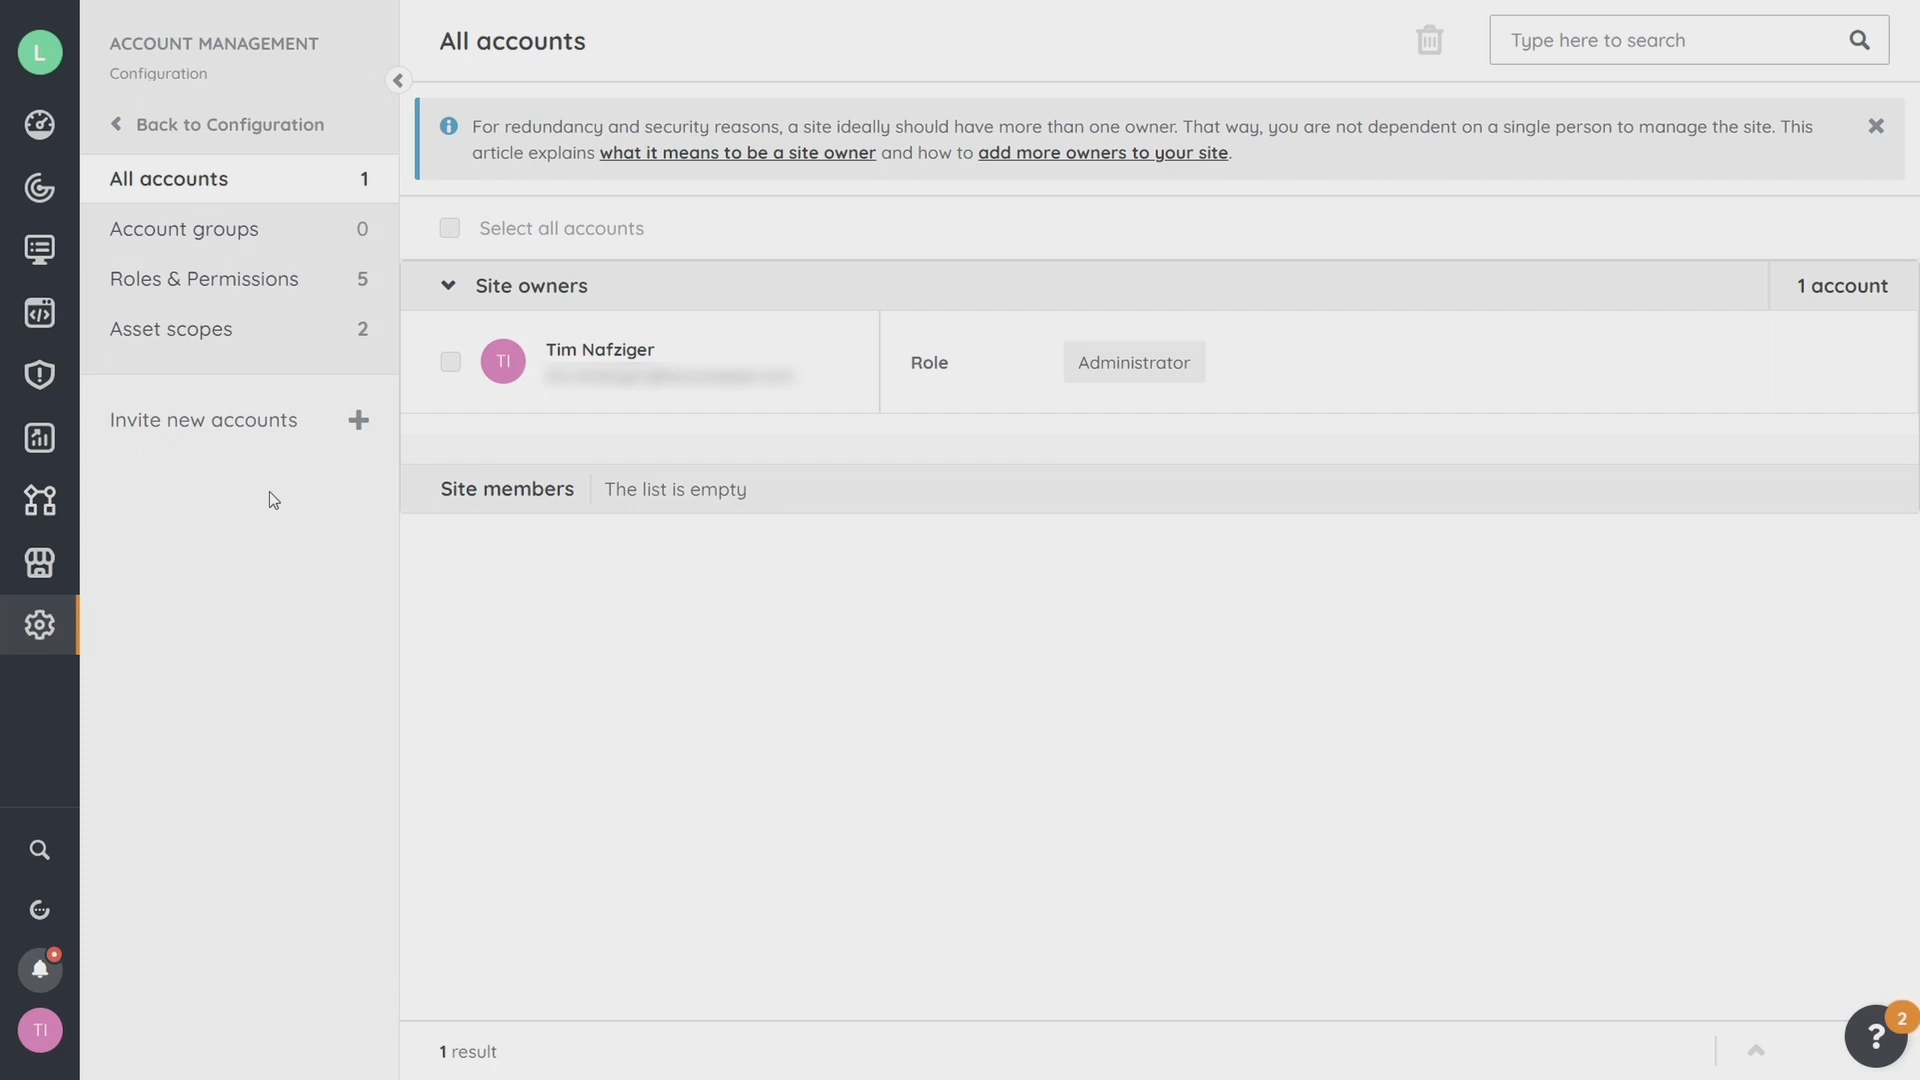 L
ACCOUNT MANAGEMENT
Configuration
Back to Configuration
All accounts 1
Account groups 0
Roles & Permissions 5
Asset scopes 2
Invite new accounts
All accounts
Type here to search
For redundancy and security reasons, a site ideally should have more than one owner. That way, you are not dependent on a single person to manage the site. This
article explains what it means to be a site owner and how to add more owners to your site.
Select all accounts
Site owners
1 account
TI
Tim Nafziger
Role
Administrator
Site members
The list is empty
1 result
TI
?
2